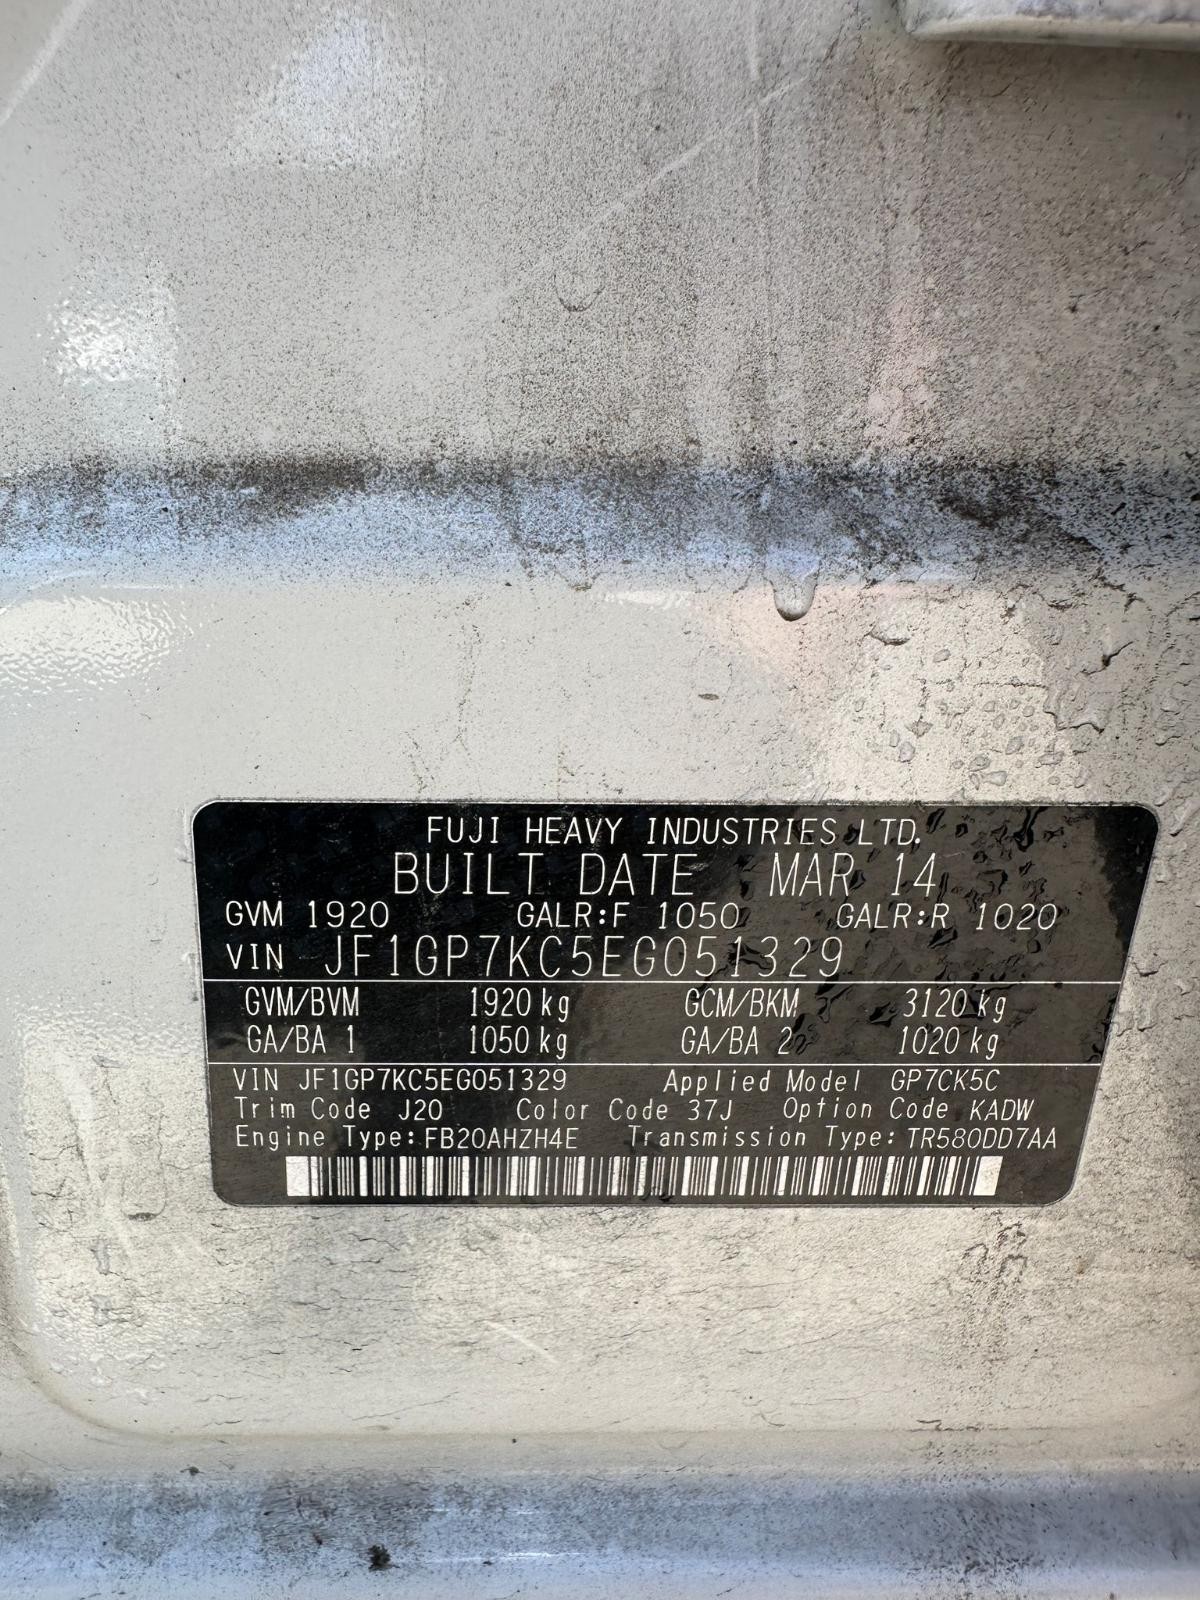 FUJI HEAVY INDUSTRIES LTD.
BUILT DATE MAR 14
GVM 1920 GALR:F 1050 GALR:R 1020
VIN JF1GP7KC5EG051329
GVM/BVM 1920 kg GCM/BKM 3120 kg
GA/BA 1 1050 kg GA/BA 2 1020 kg
VIN JF1GP7KC5EG051329 Applied Model GP7CK5C
Trim Code J20 Color Code 37J Option Code KADW
Engine Type:FB20AHZH4E Transmission Type:TR580DD7AA